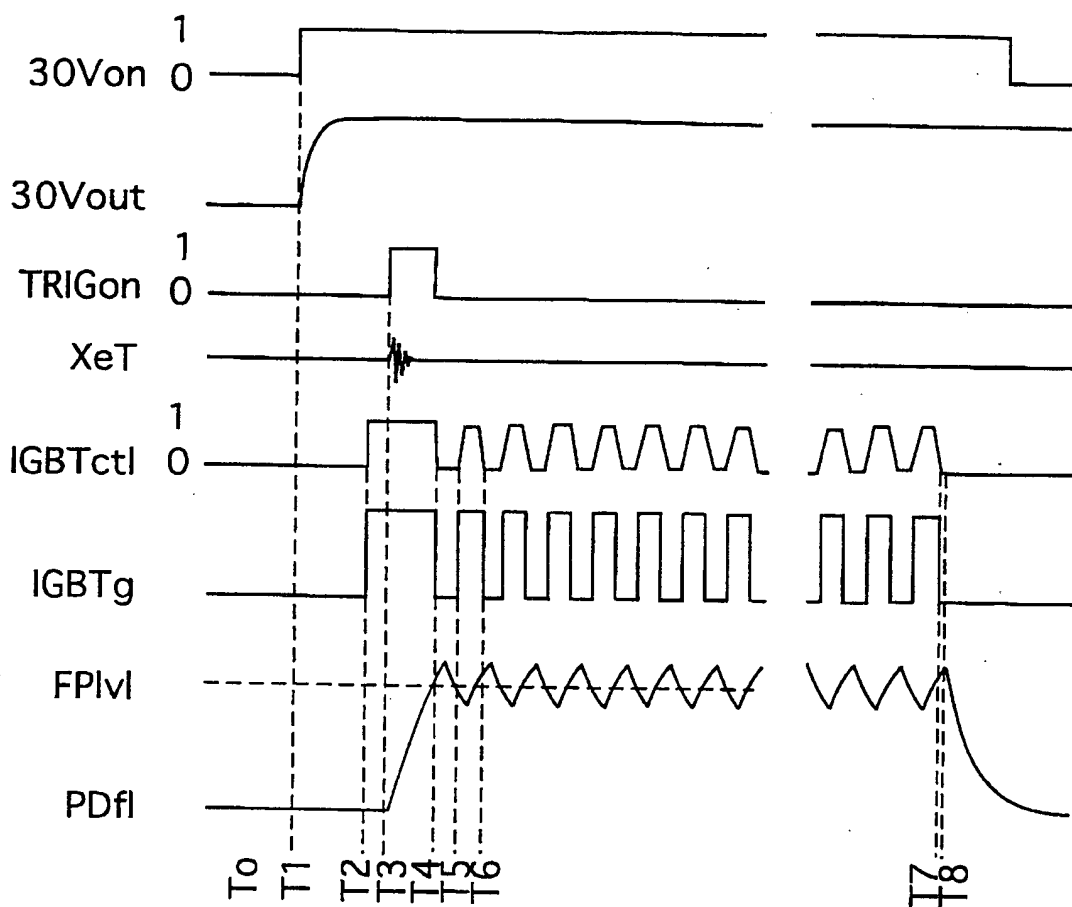 1
30Von 0
30Vout
1
TRIGon 0
XeT
1
IGBTctl 0
IGBTg
FPlvl
PDfl
To T1 T2 T3 T4 T5 T6 T7 T8